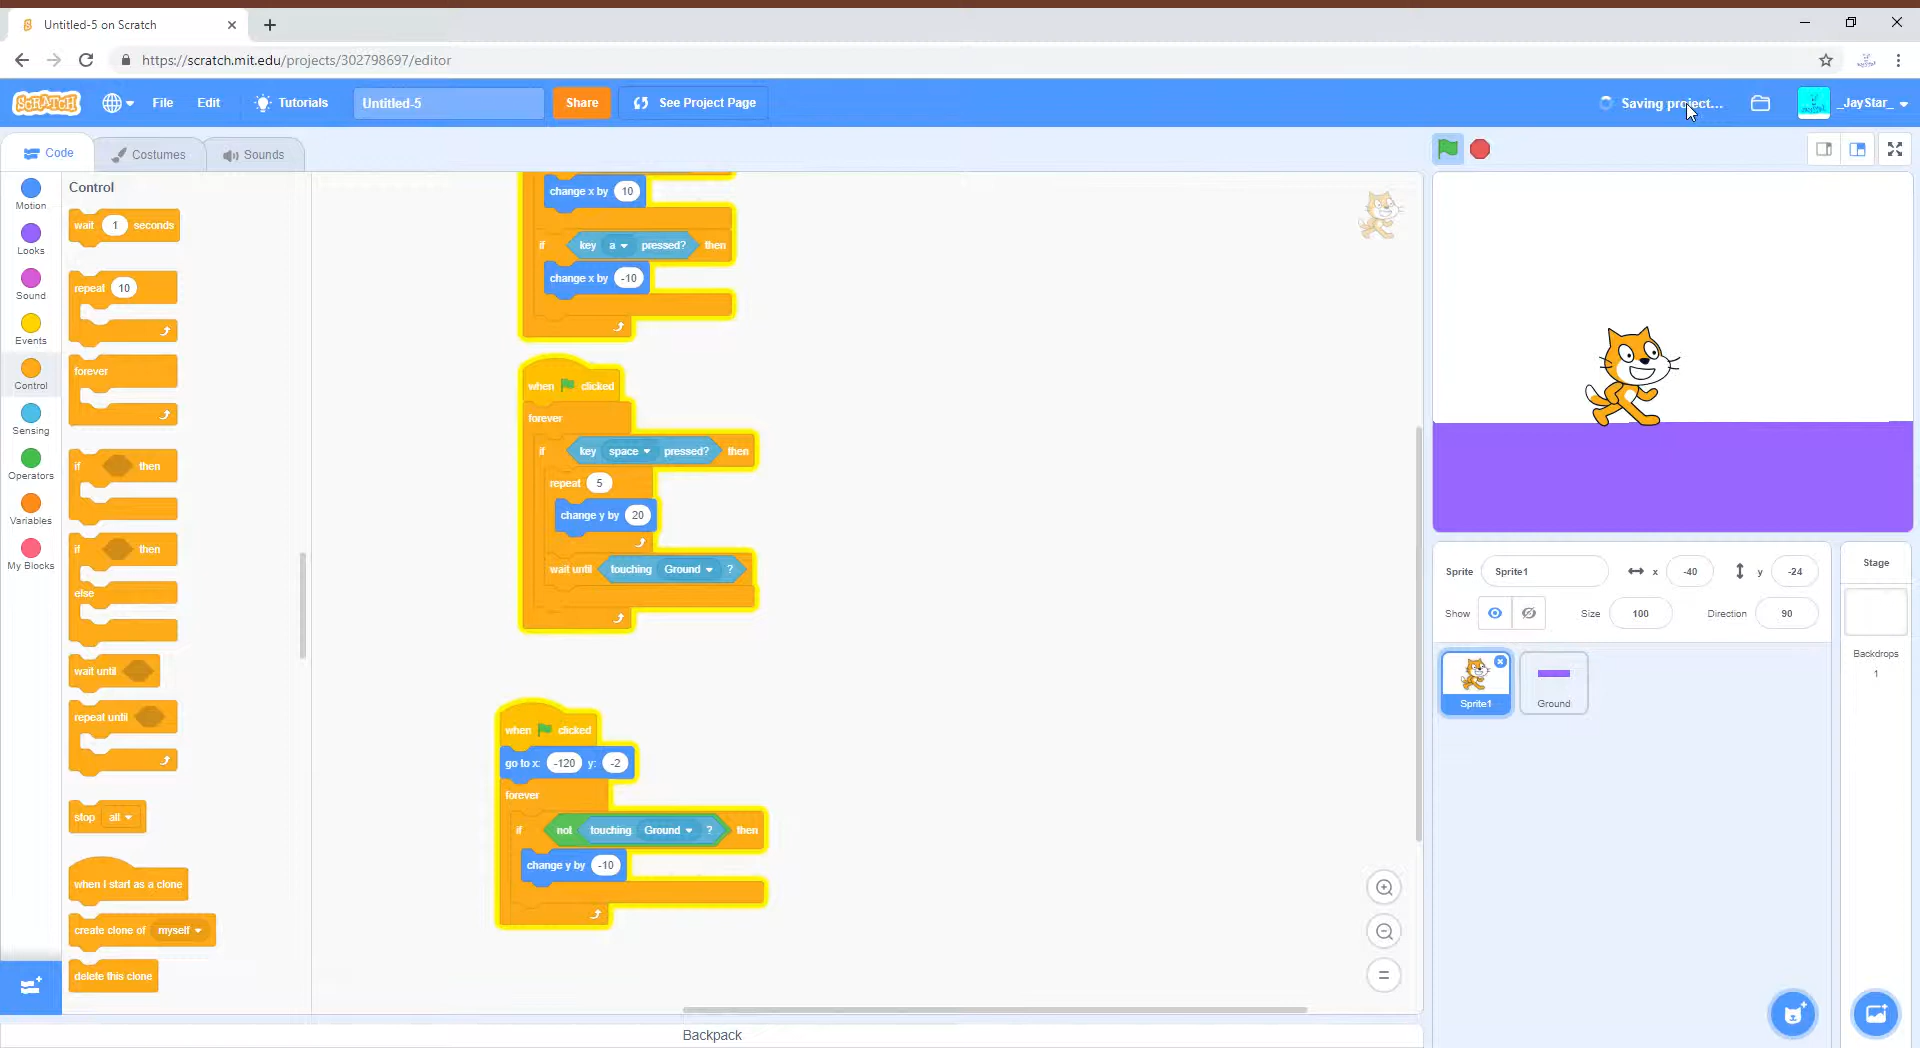 Untitled-5 on Scratch
https://scratch.mit.edu/projects/302798697/editor
SCRATCH
File
Edit
Tutorials
Untitled-5
Share
See Project Page
Saving project...
_JayStar_
Code
Costumes
Sounds
Motion
Looks
Sound
Events
Control
Sensing
Operators
Variables
My Blocks
Control
wait 1 seconds
repeat 10
forever
if then
if then
else
wait until
repeat until
stop all
when I start as a clone
create clone of myself
delete this clone
change x by 10
if key a pressed? then
change x by -10
when clicked
forever
if key space pressed? then
repeat 5
change y by 20
wait until touching Ground ?
when clicked
go to x: -120 y: -2
forever
if not touching Ground ? then
change y by -10
Backpack
Sprite Sprite1 x -40 y -24
Show Size 100 Direction 90
Sprite1
Ground
Stage
Backdrops
1